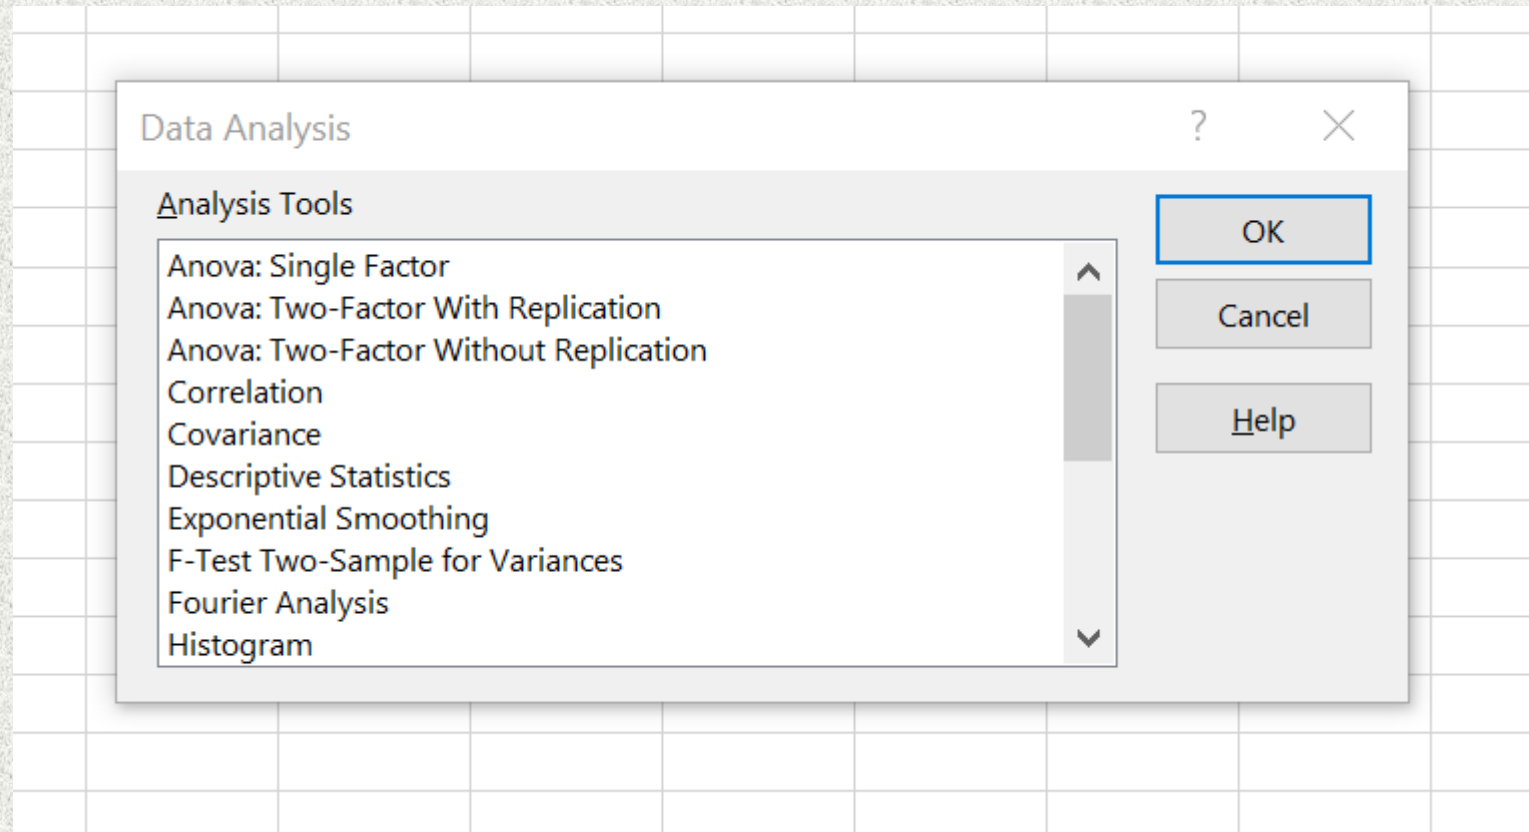 Data Analysis
?
Analysis Tools
OK
Anova: Single Factor
Anova: Two-Factor With Replication
Cancel
Anova: Two-Factor Without Replication
Correlation
Help
Covariance
Descriptive Statistics
Exponential Smoothing
F-Test Two-Sample for Variances
Fourier Analysis
Histogram